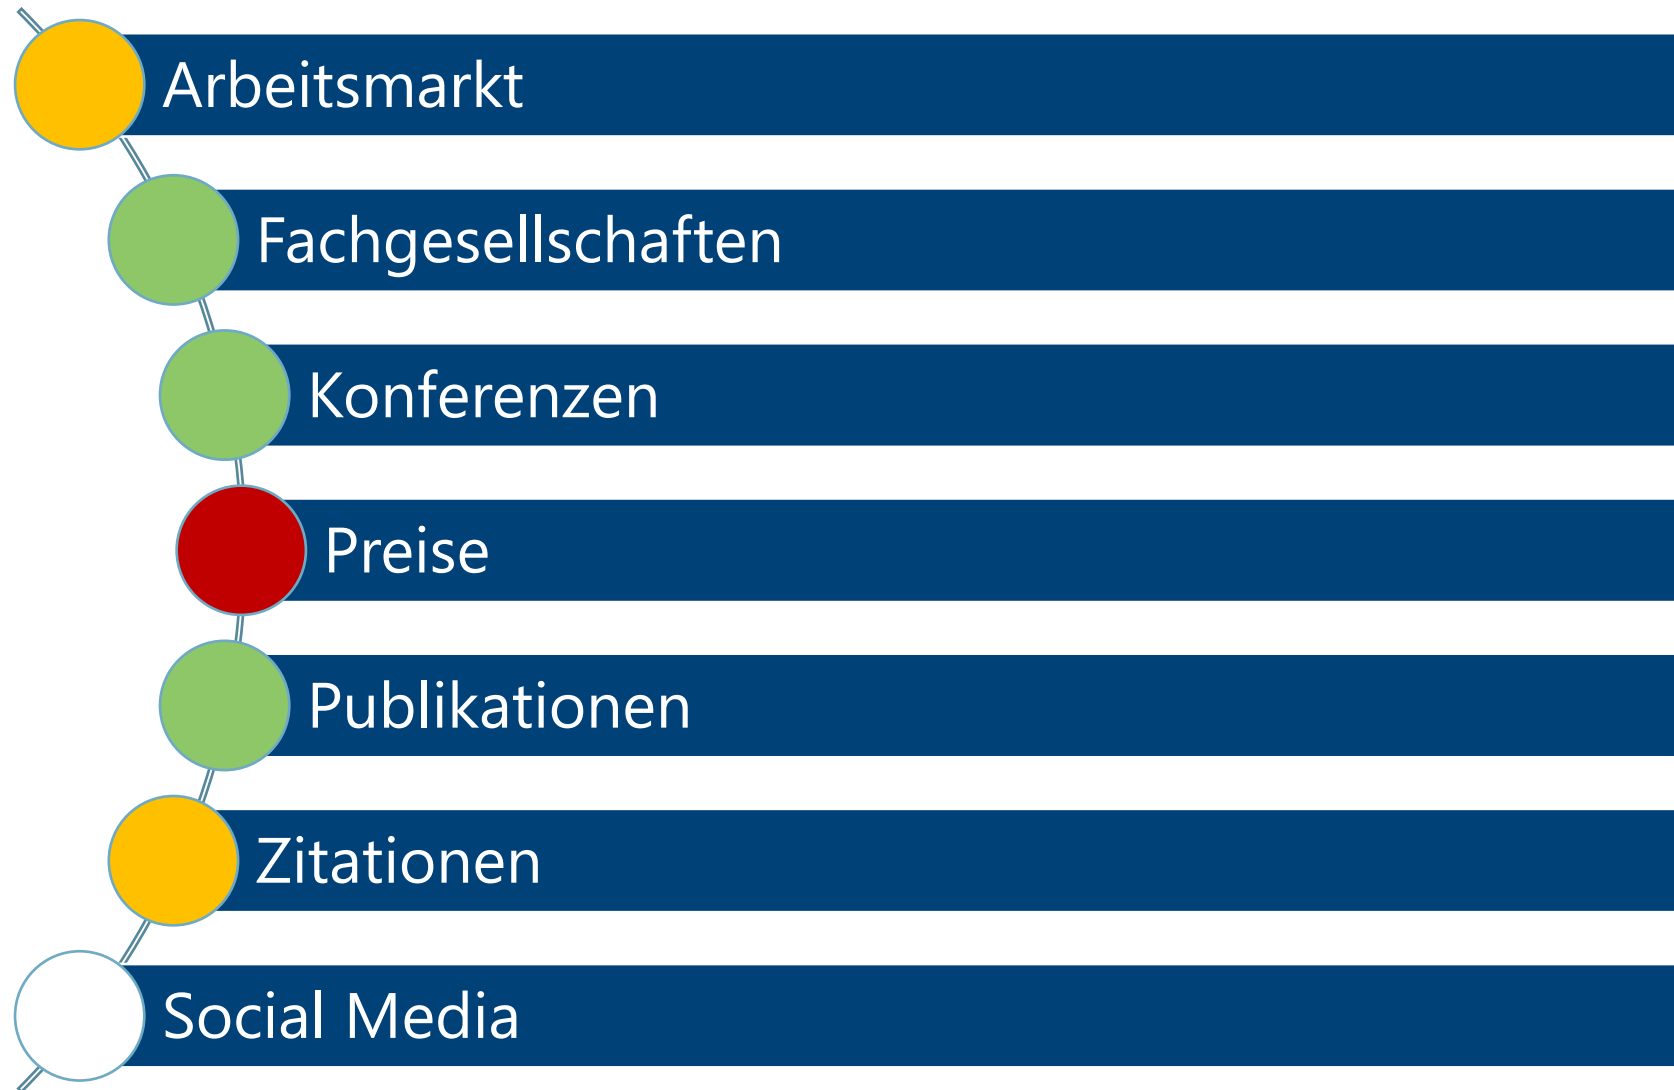 Arbeitsmarkt
Fachgesellschaften
Konferenzen
Preise
Publikationen
Zitationen
Social Media